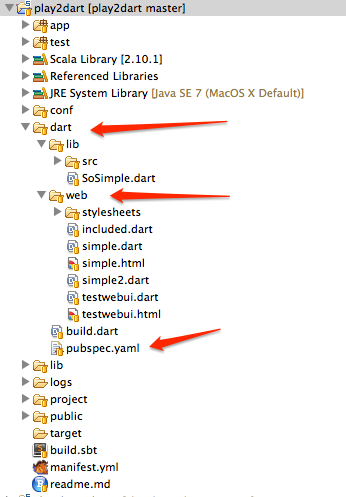 play2dart [play2dart master]
app
test
Scala Library [2.10.1]
Referenced Libraries
JRE System Library [Java SE 7 (MacOS X Default)]
conf
dart
lib
src
SoSimple.dart
web
stylesheets
included.dart
simple.dart
simple.html
simple2.dart
testwebui.dart
testwebui.html
build.dart
pubspec.yaml
lib
logs
project
public
target
build.sbt
manifest.yml
readme.md